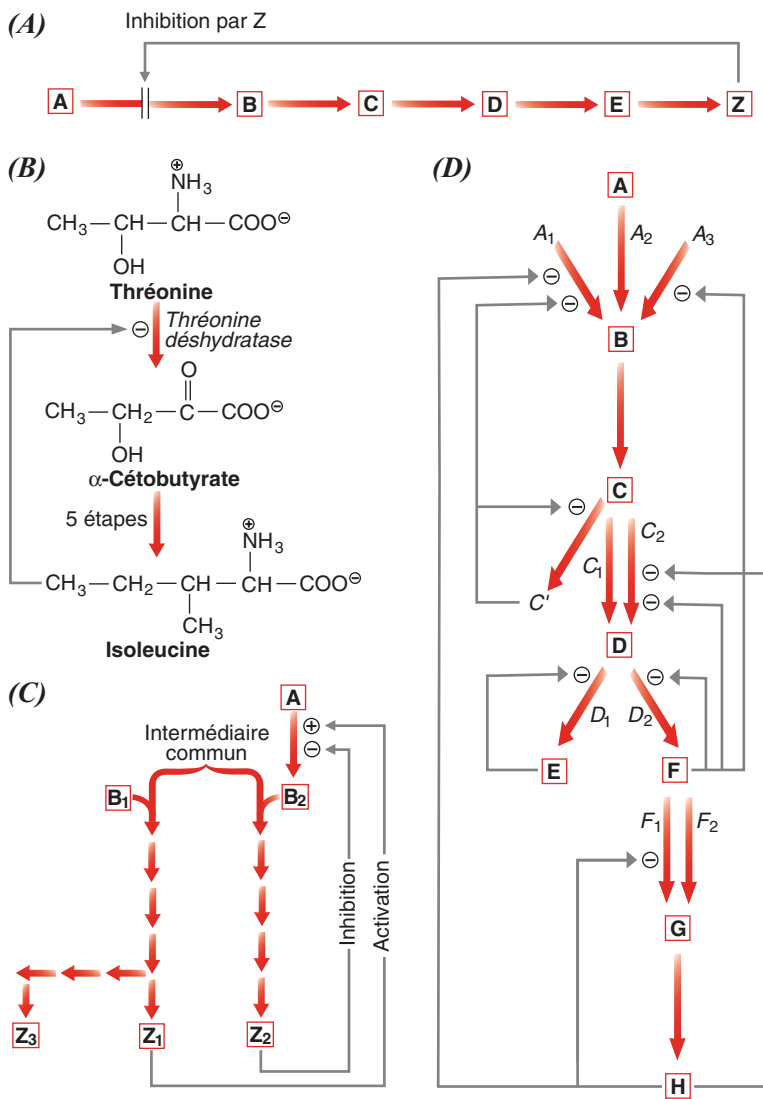 (A)
Inhibition par Z
A B C D E Z
(B)
⊕
NH3
CH3 — CH — CH — COO⊖
OH
Thréonine
⊖ Thréonine
déshydratase
O
CH3 — CH2 — C — COO⊖
OH
α-Cétobutyrate
5 étapes
⊕
NH3
CH3 — CH2 — CH — CH — COO⊖
CH3
Isoleucine
(C)
A
⊕
⊖
Intermédiaire
commun
B1 B2
Inhibition
Activation
Z3 Z1 Z2
(D)
A
A1 A2 A3
⊖
⊖ ⊖
B
C
⊖
C2
C1 ⊖
C' ⊖
D
⊖ ⊖
D1 D2
E F
F1 F2
⊖
G
H